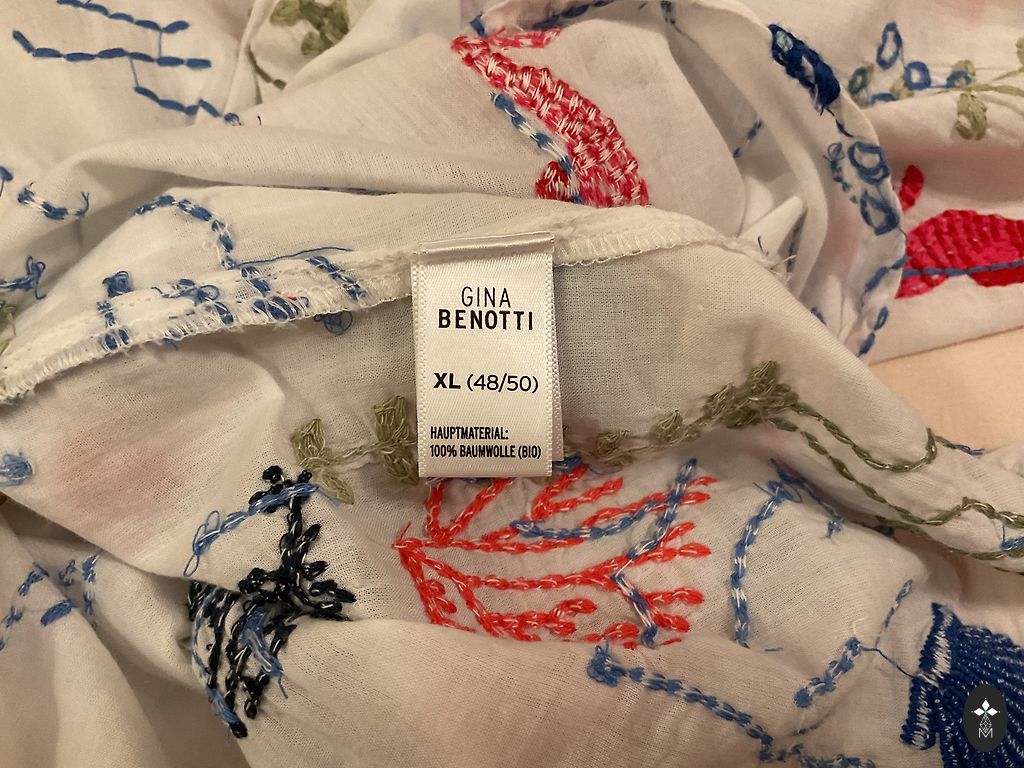 GINA
BENOTTI
XL (48/50)
HAUPTMATERIAL:
100% BAUMWOLLE (BIO)
M